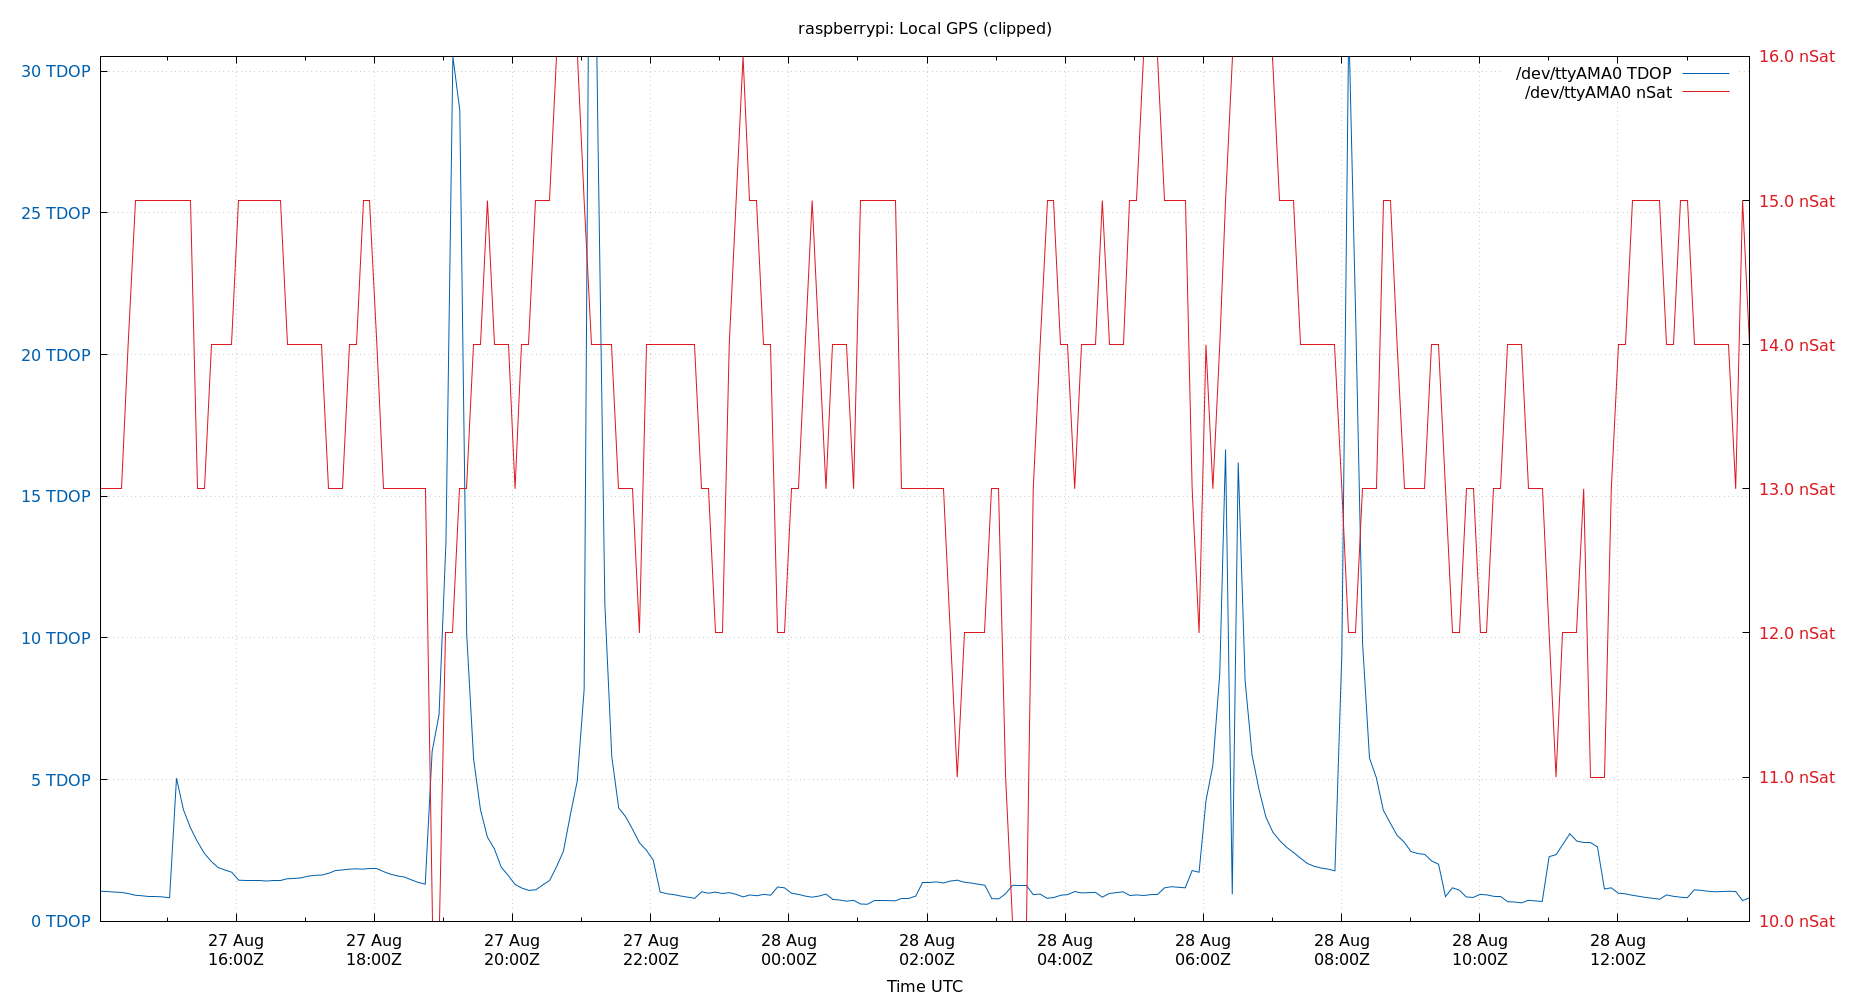 raspberrypi: Local GPS (clipped)
/dev/ttyAMA0 TDOP
/dev/ttyAMA0 nSat
30 TDOP
25 TDOP
20 TDOP
15 TDOP
10 TDOP
5 TDOP
0 TDOP
16.0 nSat
15.0 nSat
14.0 nSat
13.0 nSat
12.0 nSat
11.0 nSat
10.0 nSat
27 Aug 27 Aug 27 Aug 27 Aug 28 Aug 28 Aug 28 Aug 28 Aug 28 Aug 28 Aug 28 Aug
16:00Z 18:00Z 20:00Z 22:00Z 00:00Z 02:00Z 04:00Z 06:00Z 08:00Z 10:00Z 12:00Z
Time UTC